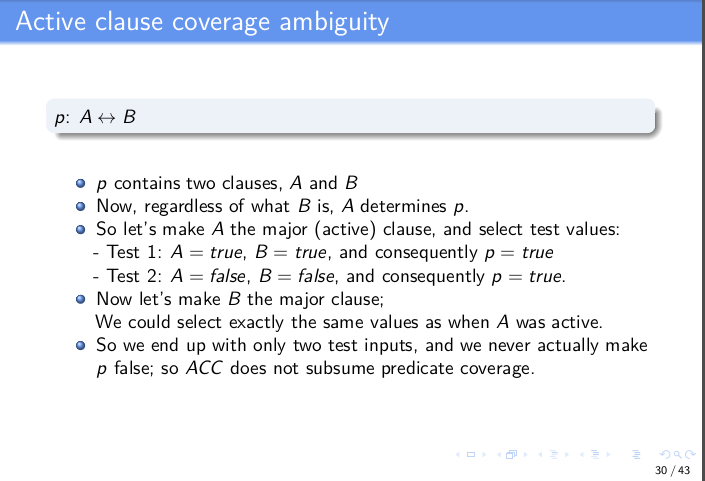 Active clause coverage ambiguity
p: A ↔ B
p contains two clauses, A and B
Now, regardless of what B is, A determines p.
So let's make A the major (active) clause, and select test values:
- Test 1: A = true, B = true, and consequently p = true
- Test 2: A = false, B = false, and consequently p = true.
Now let's make B the major clause;
We could select exactly the same values as when A was active.
So we end up with only two test inputs, and we never actually make
p false; so ACC does not subsume predicate coverage.
30 / 43